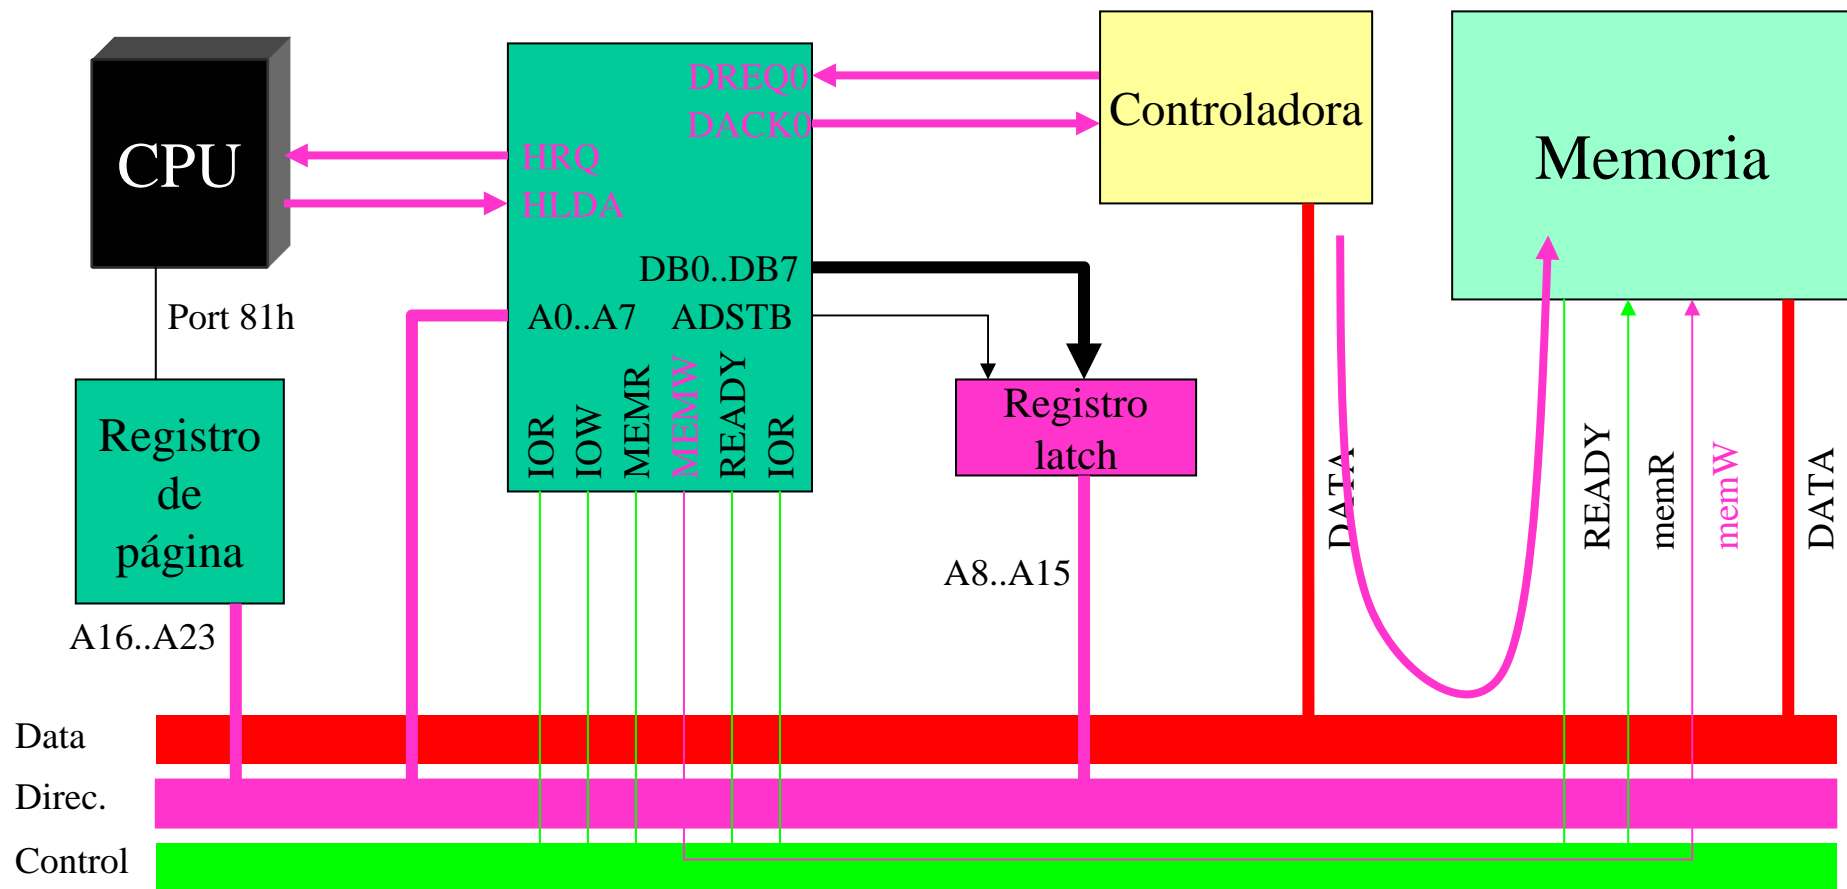 CPU
Port 81h
Registro
de
página
A16..A23
DREQ0
DACK0
HRQ
HLDA
DB0..DB7
A0..A7
ADSTB
IOR
IOW
MEMR
MEMW
READY
IOR
Controladora
Memoria
Registro
latch
A8..A15
DATA
READY
memR
memW
DATA
Data
Direc.
Control